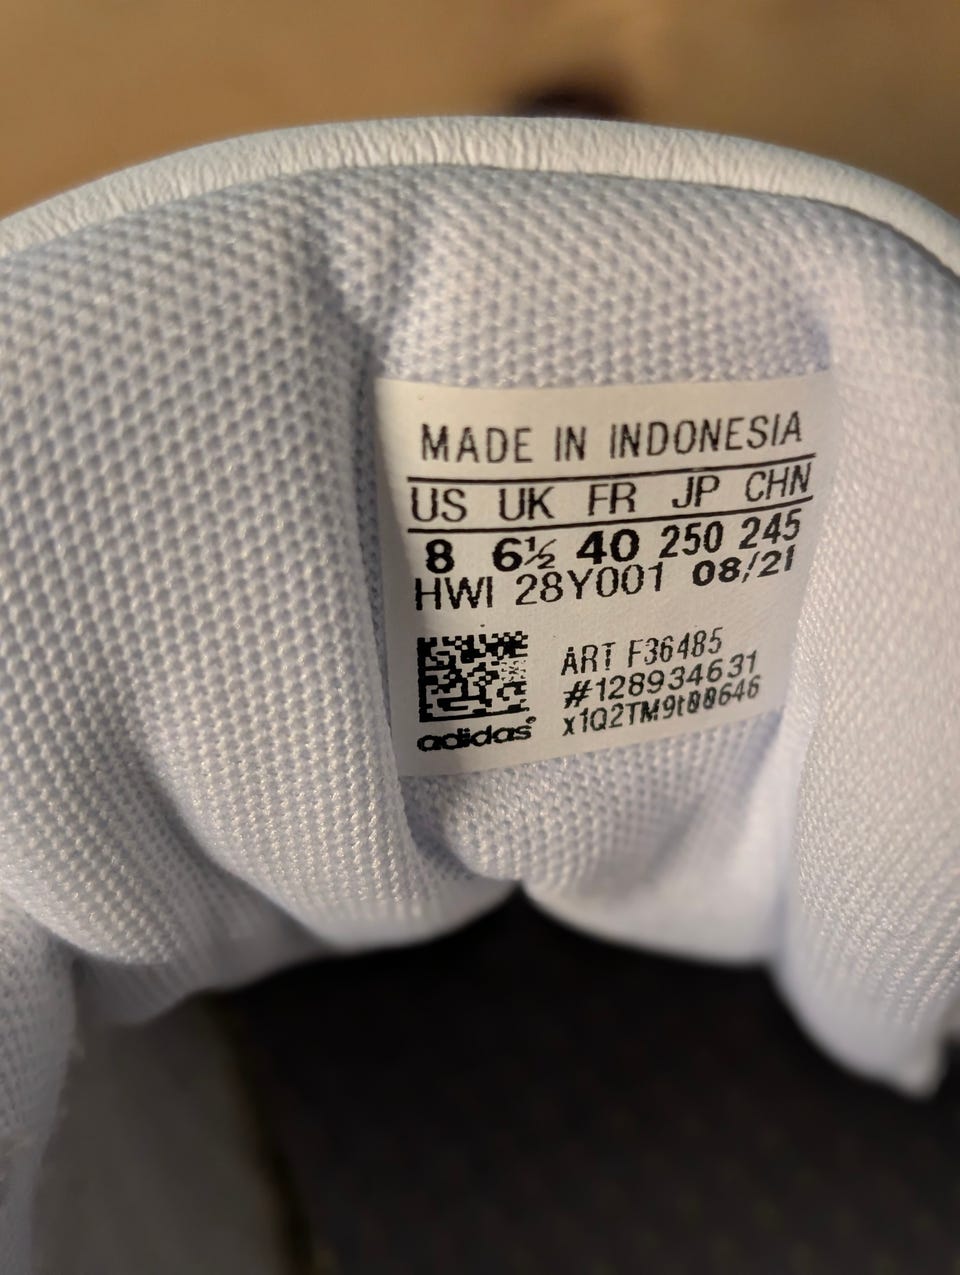 MADE IN INDONESIA
US UK FR JP CHN
8 6½ 40 250 245
HWI 28Y001 08/21
ART F36485
#128934631
x1Q2TM9t00646
adidas